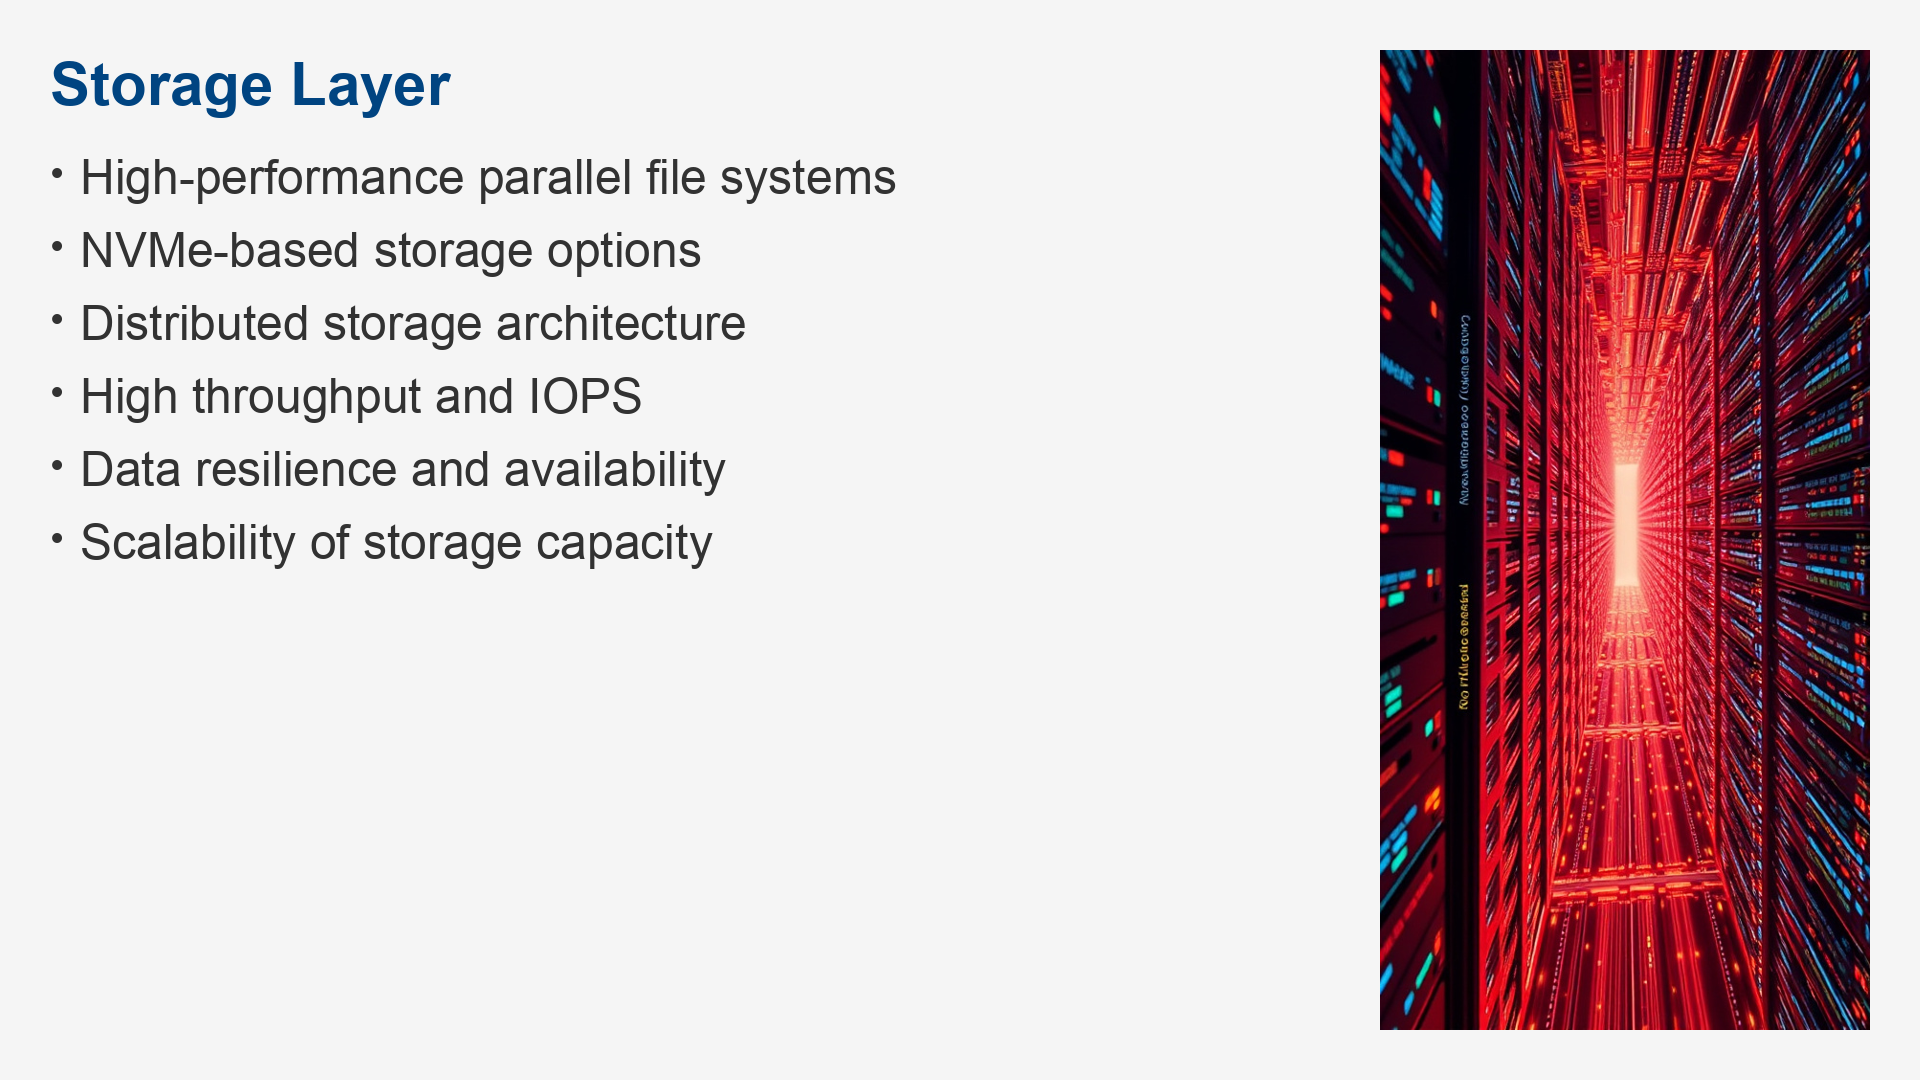 Storage Layer
• High-performance parallel file systems
• NVMe-based storage options
• Distributed storage architecture
• High throughput and IOPS
• Data resilience and availability
• Scalability of storage capacity